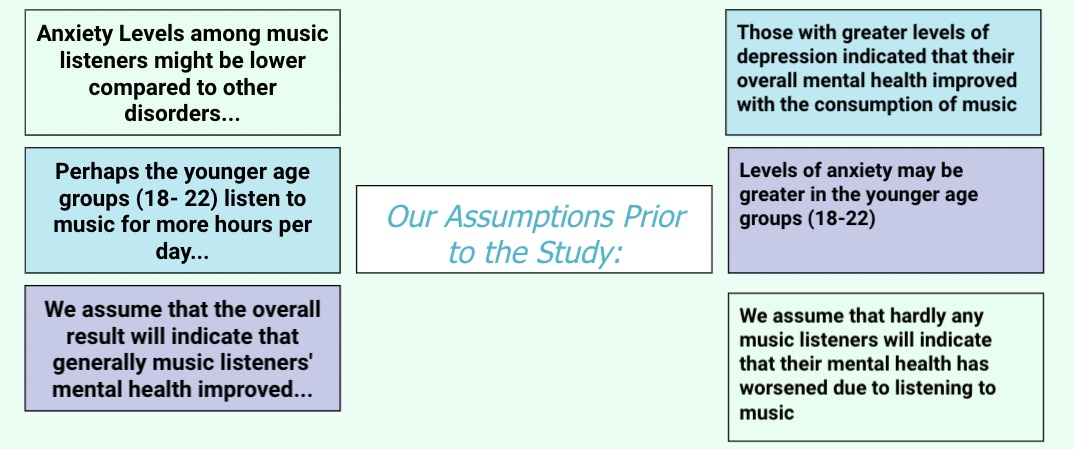 Anxiety Levels among music
listeners might be lower
compared to other
disorders...
Perhaps the younger age
groups (18- 22) listen to
music for more hours per
day...
We assume that the overall
result will indicate that
generally music listeners'
mental health improved...
Our Assumptions Prior
to the Study:
Those with greater levels of
depression indicated that their
overall mental health improved
with the consumption of music
Levels of anxiety may be
greater in the younger age
groups (18-22)
We assume that hardly any
music listeners will indicate
that their mental health has
worsened due to listening to
music